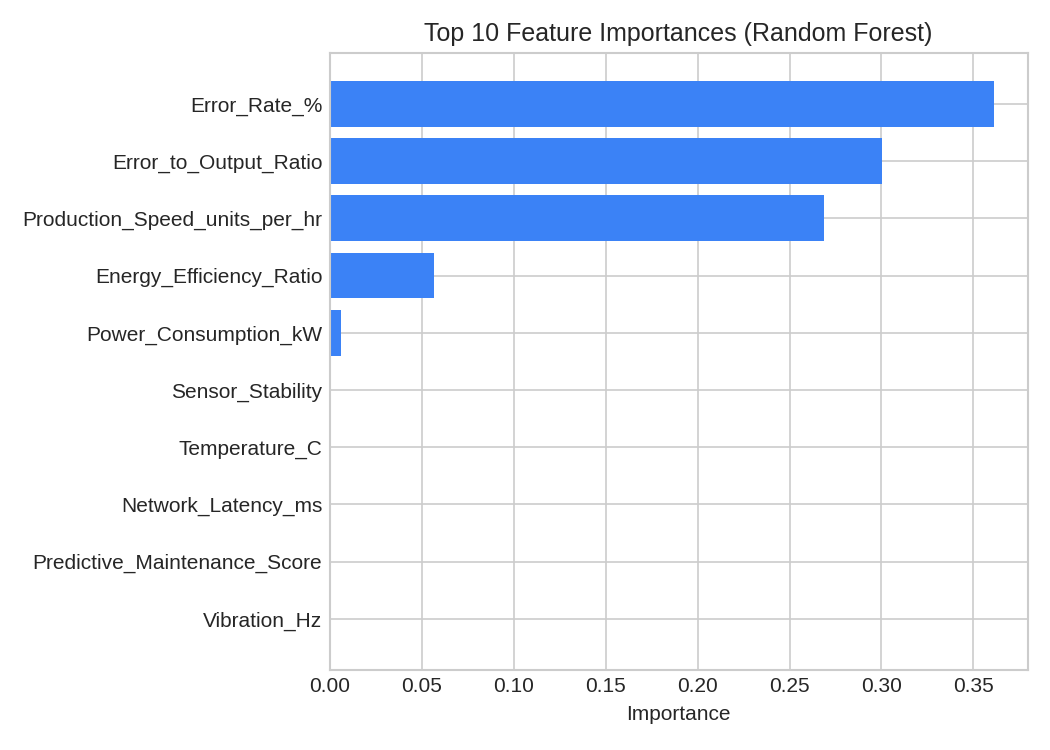 Top 10 Feature Importances (Random Forest)
Error_Rate_%
Error_to_Output_Ratio
Production_Speed_units_per_hr
Energy_Efficiency_Ratio
Power_Consumption_kW
Sensor_Stability
Temperature_C
Network_Latency_ms
Predictive_Maintenance_Score
Vibration_Hz
0.00 0.05 0.10 0.15 0.20 0.25 0.30 0.35
Importance